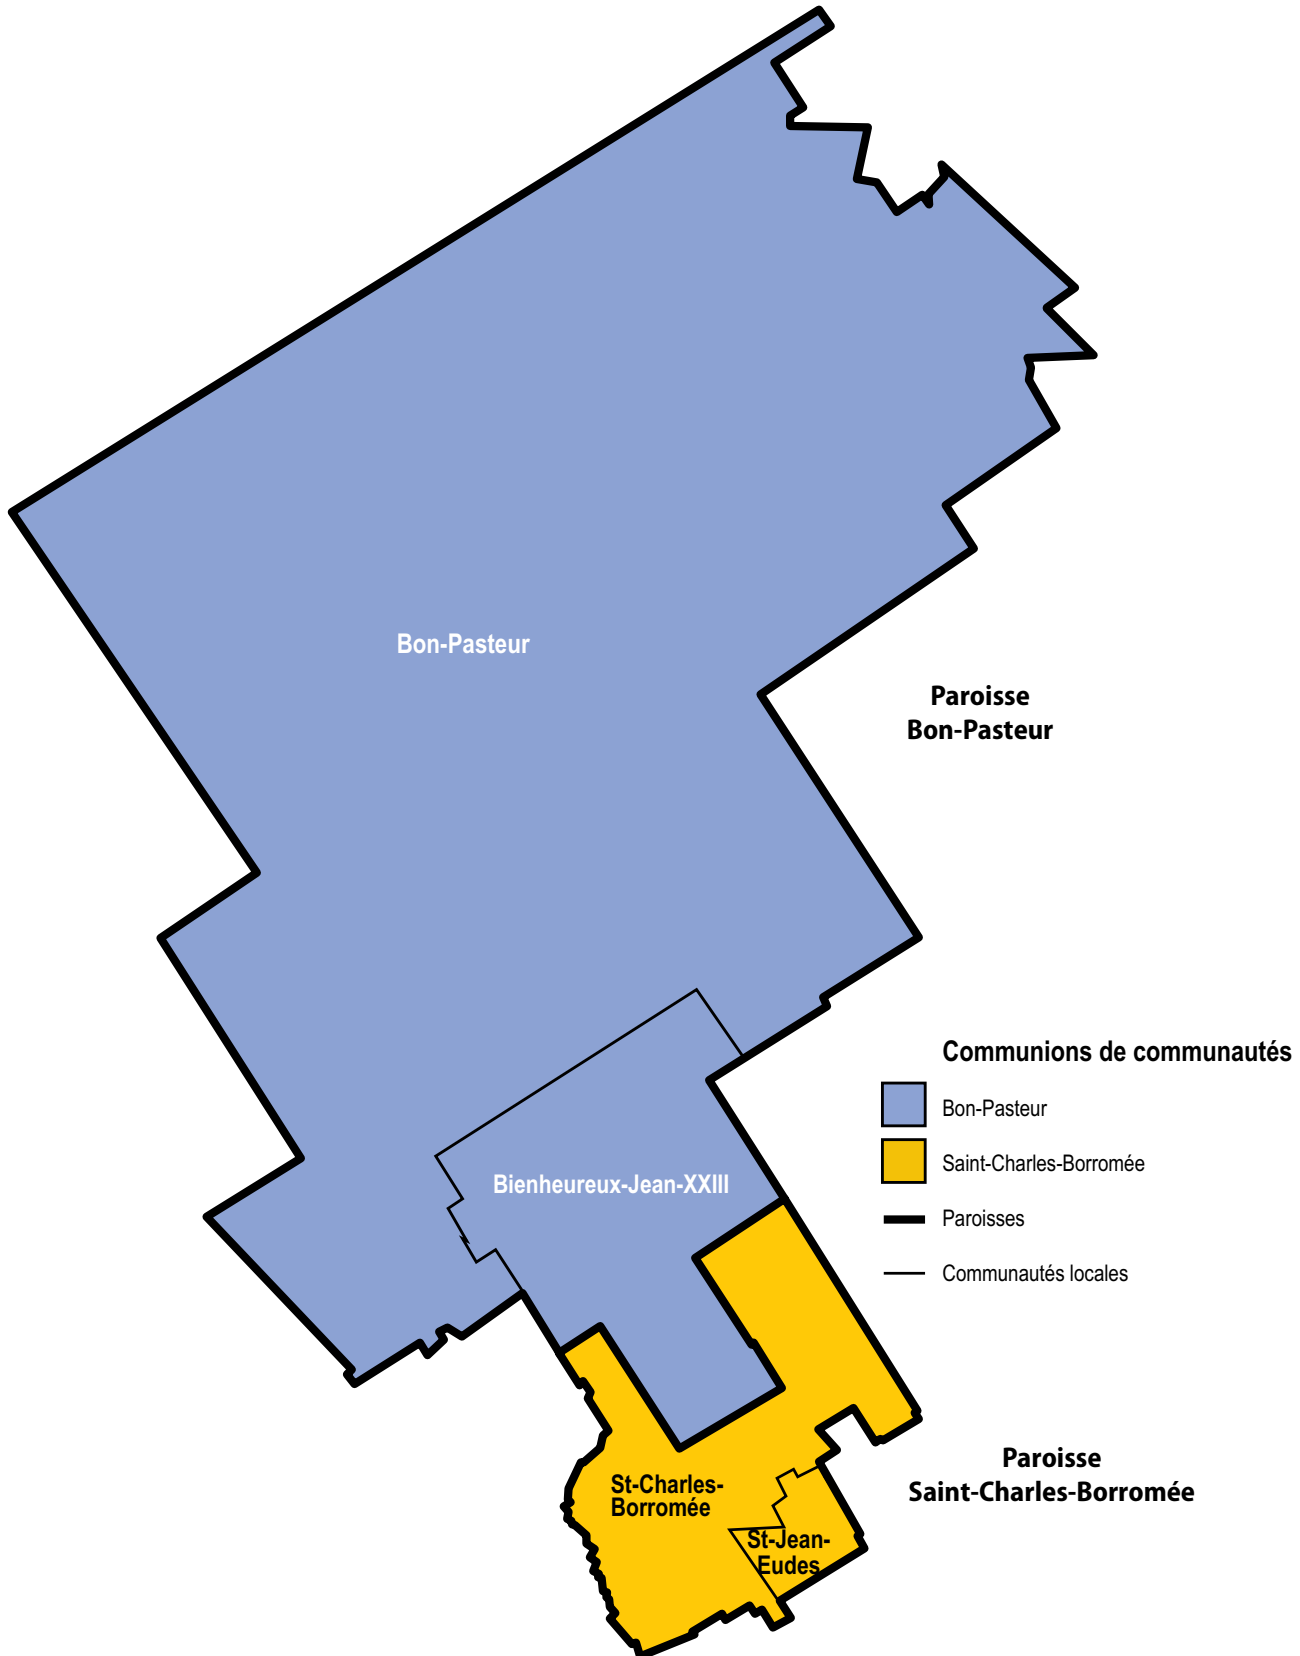 Bon-Pasteur
Paroisse
Bon-Pasteur
Communions de communautés
Bon-Pasteur
Saint-Charles-Borromée
Paroisses
Communautés locales
Bienheureux-Jean-XXIII
Paroisse
Saint-Charles-Borromée
St-Charles-
Borromée
St-Jean-
Eudes